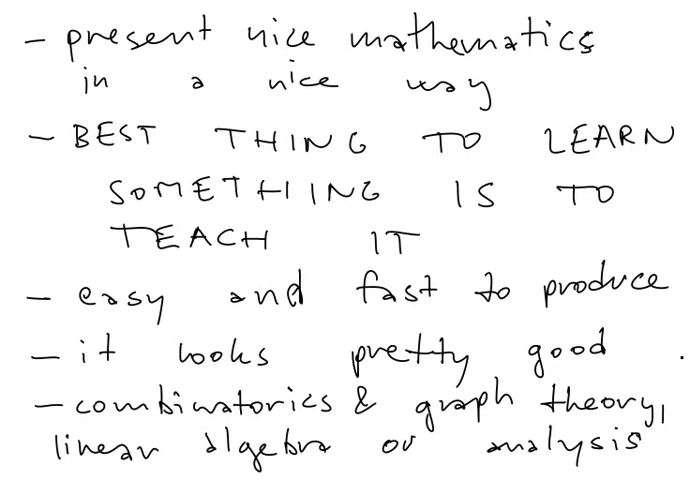 - present nice mathematics
in a nice way
- BEST THING TO LEARN
SOMETHING IS TO
TEACH IT
- easy and fast to produce
- it looks pretty good
- combinatorics & graph theory,
linear algebra or analysis